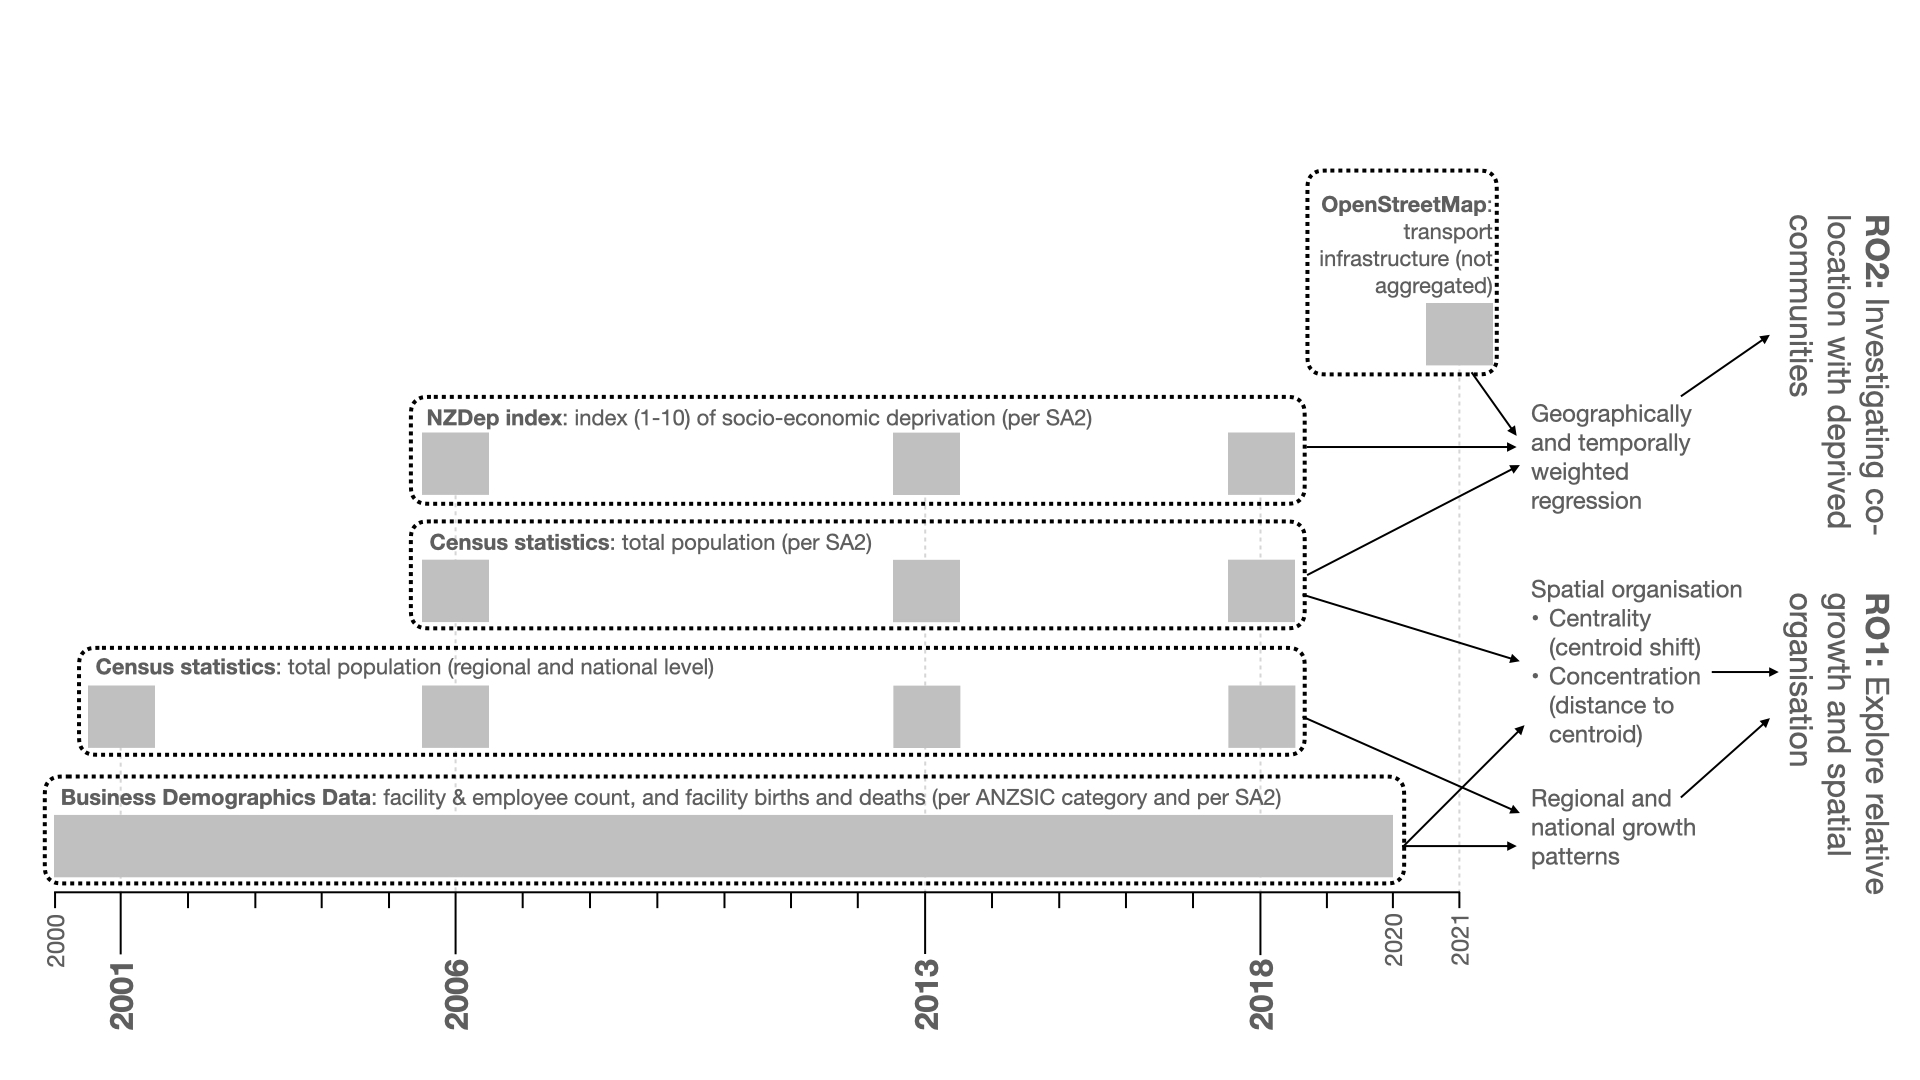 OpenStreetMap:
transport
infrastructure (not
aggregated)
NZDep index: index (1-10) of socio-economic deprivation (per SA2)
Census statistics: total population (per SA2)
Census statistics: total population (regional and national level)
Business Demographics Data: facility & employee count, and facility births and deaths (per ANZSIC category and per SA2)
2000
2001
2006
2013
2018
2020
2021
Geographically
and temporally
weighted
regression
Spatial organisation
• Centrality
(centroid shift)
• Concentration
(distance to
centroid)
Regional and
national growth
patterns
RO2: Investigating co-
location with deprived
communities
RO1: Explore relative
growth and spatial
organisation